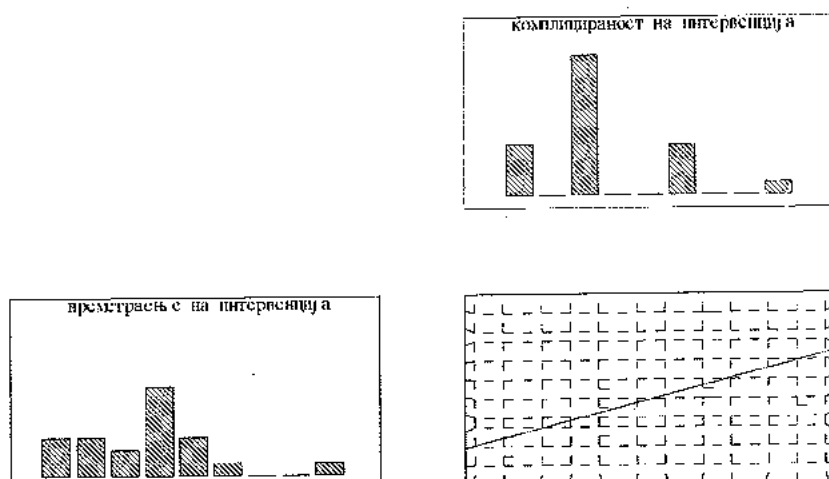 комплицираност на интервенција
времетраење на интервенција